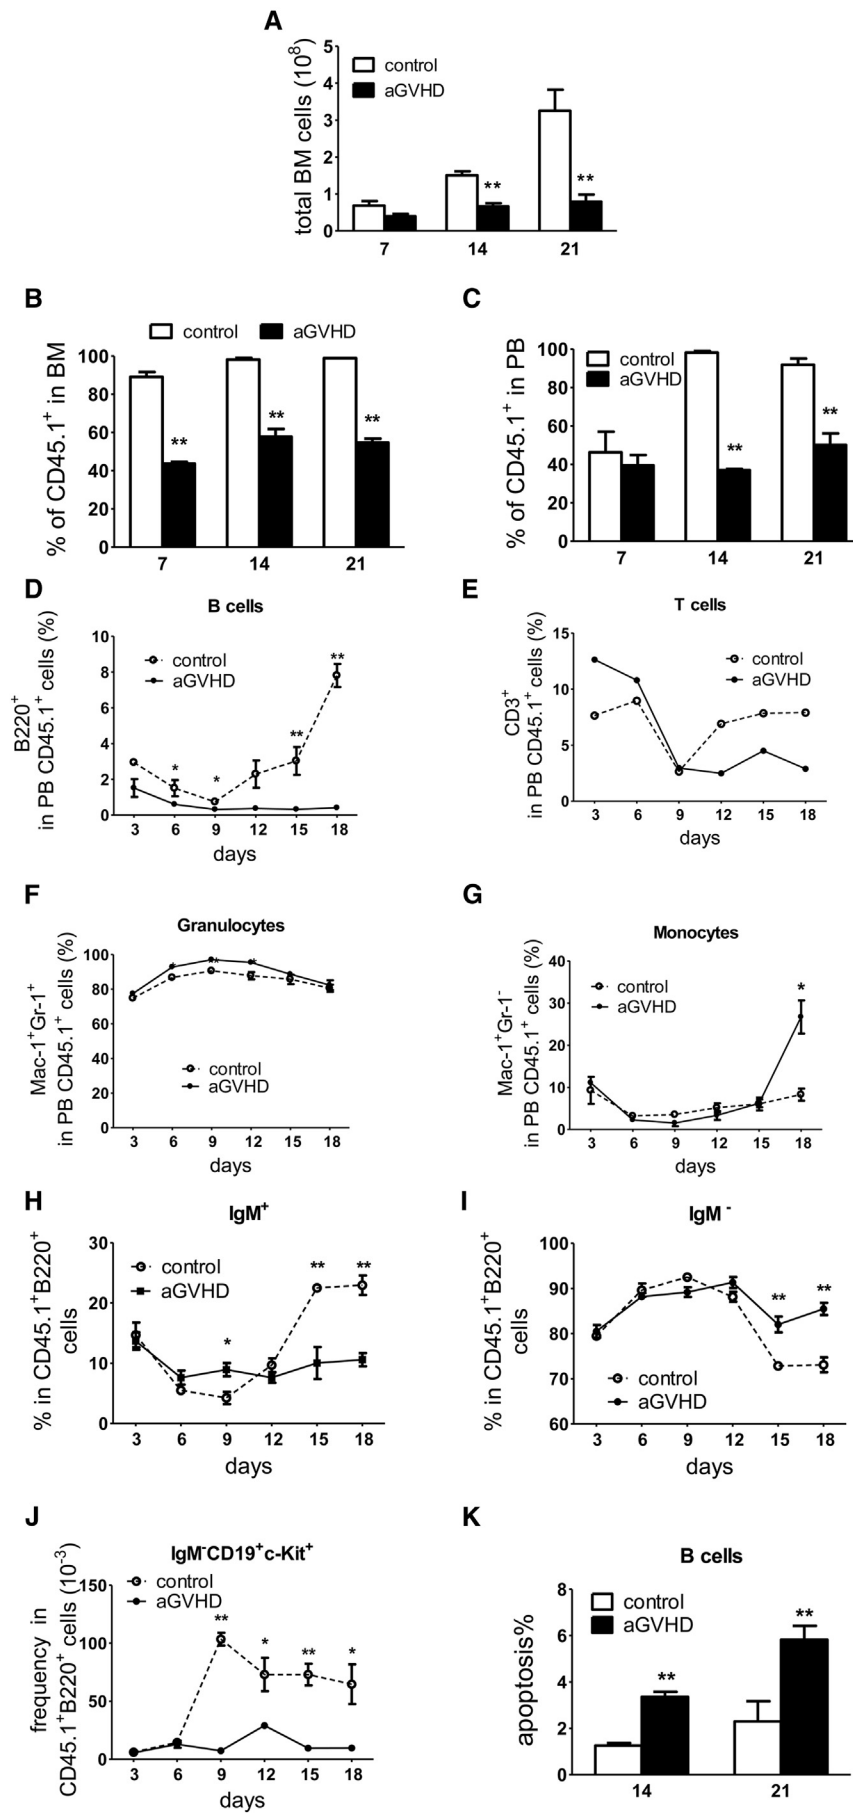 A
total BM cells (10⁸)
5
4
3
2
1
0
control
aGVHD
**
**
7 14 21
B
control aGVHD
% of CD45.1⁺ in BM
100
80
60
40
20
0
**
**
**
7 14 21
C
% of CD45.1⁺ in PB
100
80
60
40
20
0
control
aGVHD
**
**
7 14 21
D
B cells
B220⁺
in PB CD45.1⁺ cells (%)
10
8
6
4
2
0
control
aGVHD
*
*
**
**
3 6 9 12 15 18
days
E
T cells
CD3⁺
in PB CD45.1⁺ cells (%)
15
10
5
0
control
aGVHD
3 6 9 12 15 18
days
F
Granulocytes
Mac-1⁺Gr-1⁺
in PB CD45.1⁺ cells (%)
100
80
60
40
20
0
control
aGVHD
3 6 9 12 15 18
days
G
Monocytes
Mac-1⁺Gr-1⁻
in PB CD45.1⁺ cells (%)
40
30
20
10
0
control
aGVHD
*
3 6 9 12 15 18
days
H
IgM⁺
% in CD45.1⁺B220⁺
cells
30
20
10
0
control
aGVHD
*
**
**
3 6 9 12 15 18
days
I
IgM ⁻
% in CD45.1⁺B220⁺
cells
100
90
80
70
60
control
aGVHD
**
**
3 6 9 12 15 18
days
J
IgM⁻CD19⁺c-Kit⁺
frequency in
CD45.1⁺B220⁺ cells (10⁻³)
150
100
50
0
control
aGVHD
**
*
**
*
3 6 9 12 15 18
days
K
B cells
apoptosis%
8
6
4
2
0
control
aGVHD
**
**
14 21